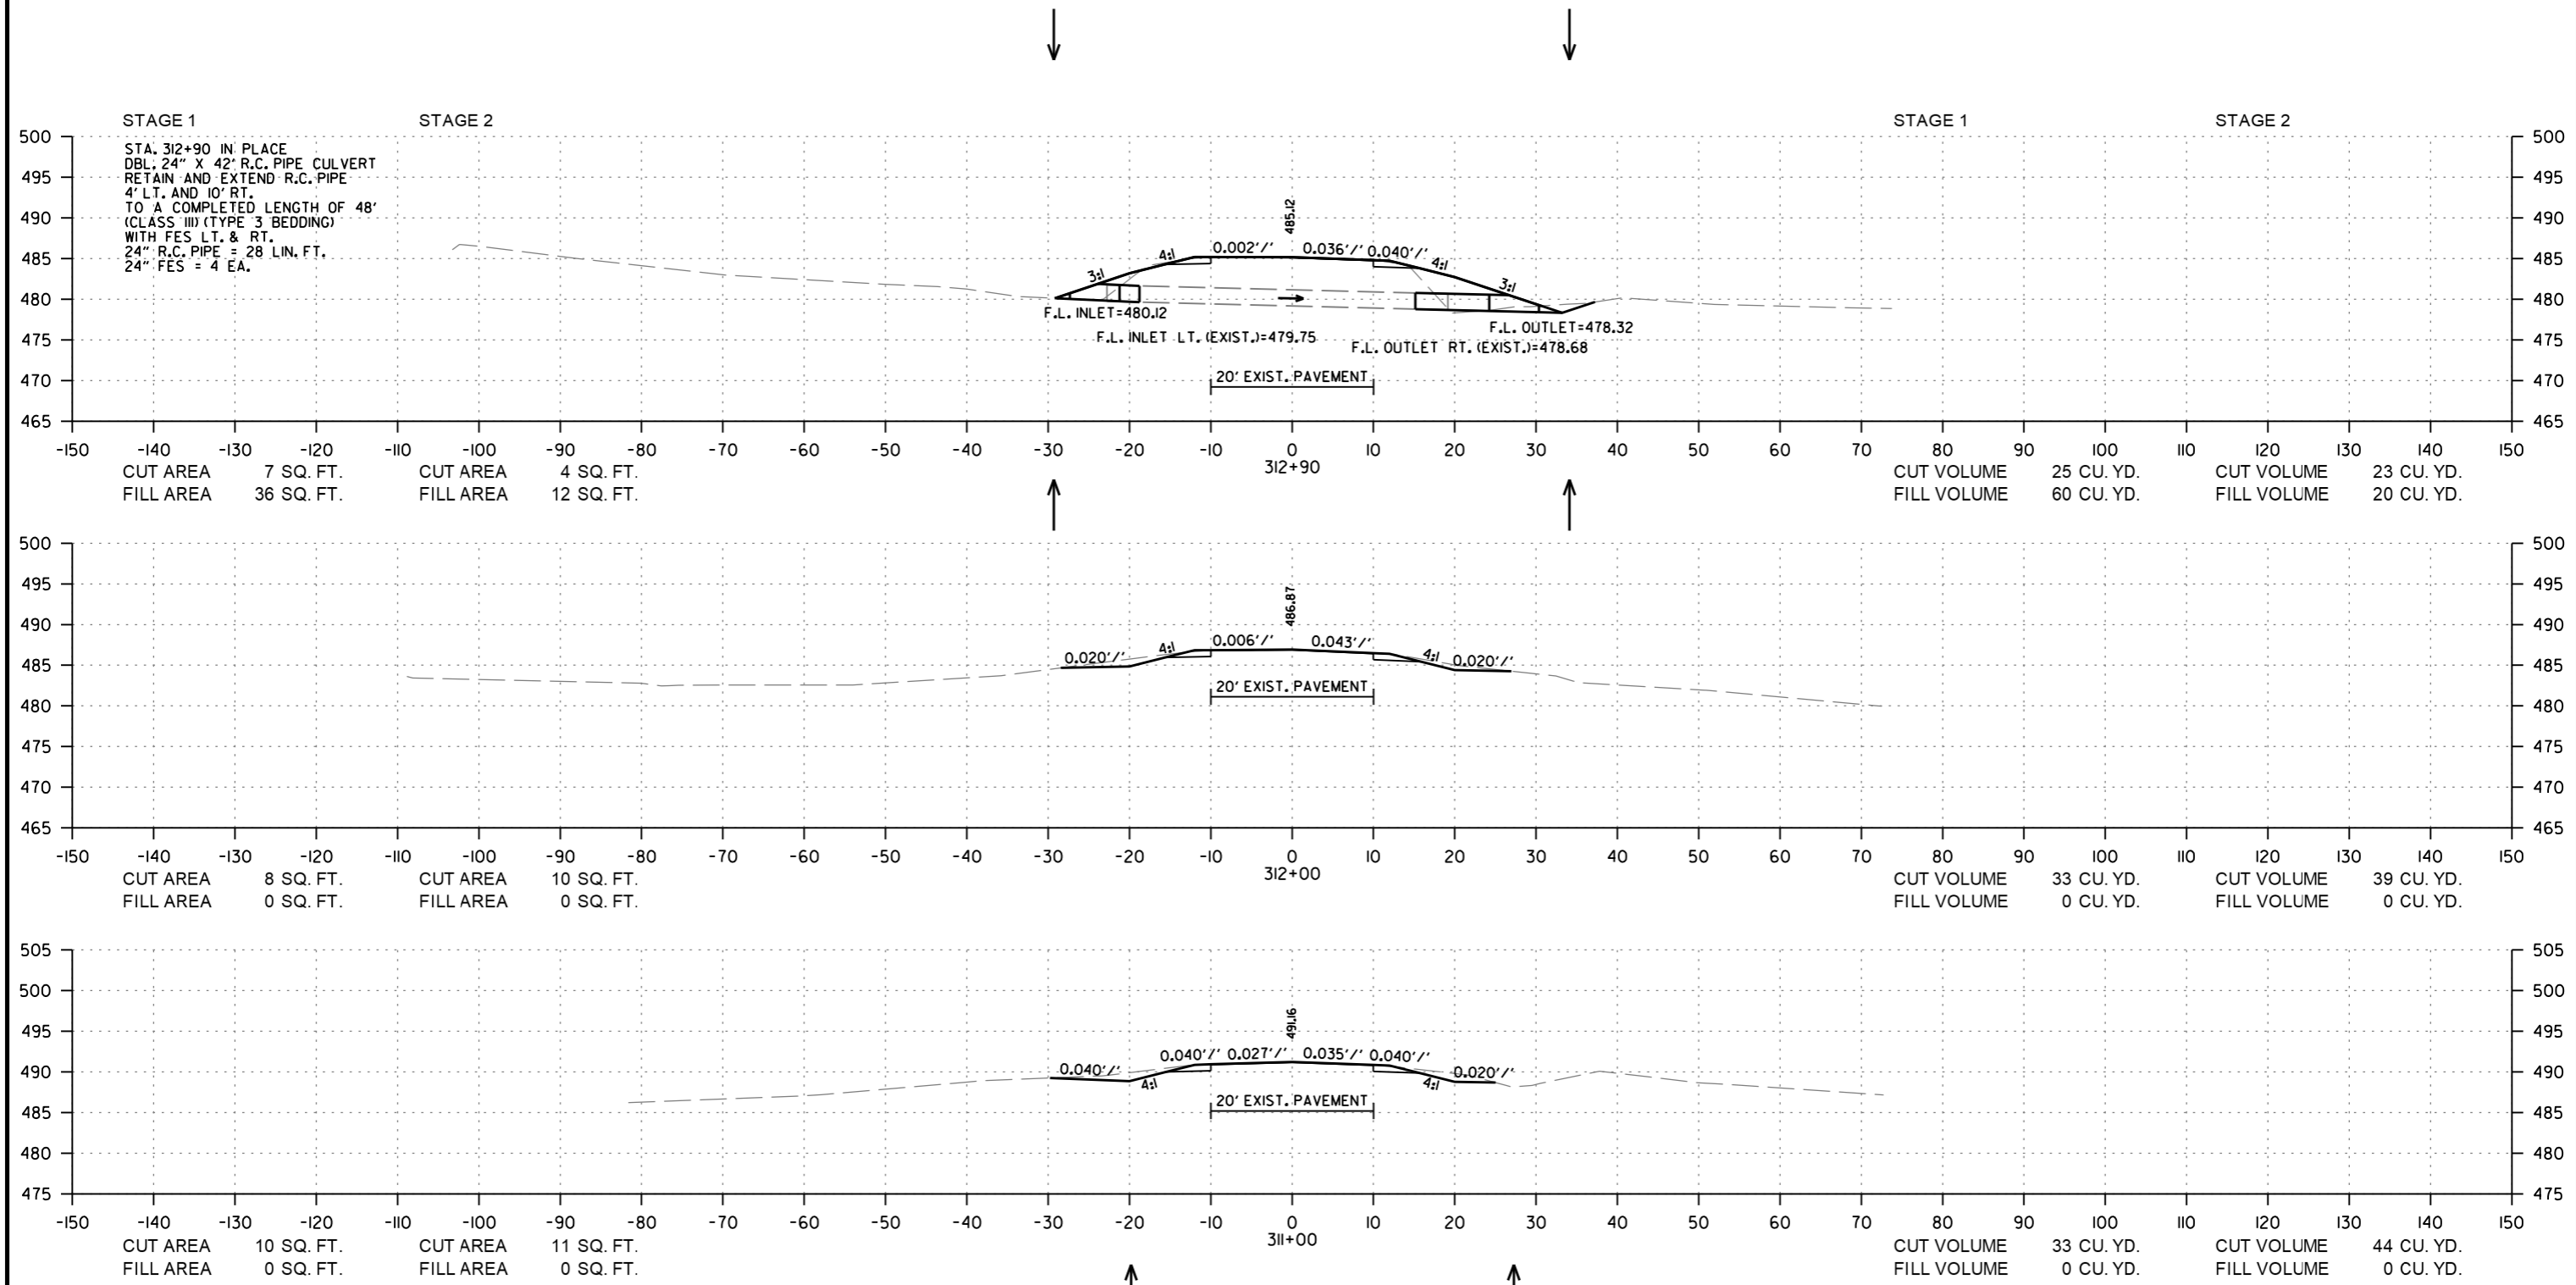 STAGE 1 STAGE 2 STAGE 1 STAGE 2
500 500
STA. 312+90 IN PLACE
DBL. 24" X 42' R.C. PIPE CULVERT
RETAIN AND EXTEND R.C. PIPE
4' LT. AND 10' RT.
TO A COMPLETED LENGTH OF 48'
(CLASS III) (TYPE 3 BEDDING)
WITH FES LT. & RT.
24" R.C. PIPE = 28 LIN. FT.
24" FES = 4 EA.
495 495
490 485.12 490
485 4:1 0.002'/' 0.036'/' 0.040'/' 4:1 485
480 3:1 3:1 480
F.L. INLET=480.12 F.L. OUTLET=478.32
475 F.L. INLET LT. (EXIST.)=479.75 F.L. OUTLET RT. (EXIST.)=478.68 475
470 20' EXIST. PAVEMENT 470
465 465
-150 -140 -130 -120 -110 -100 -90 -80 -70 -60 -50 -40 -30 -20 -10 0 10 20 30 40 50 60 70 80 90 100 110 120 130 140 150
312+90
CUT AREA 7 SQ. FT. CUT AREA 4 SQ. FT. CUT VOLUME 25 CU. YD. CUT VOLUME 23 CU. YD.
FILL AREA 36 SQ. FT. FILL AREA 12 SQ. FT. FILL VOLUME 60 CU. YD. FILL VOLUME 20 CU. YD.
500 500
495 495
490 486.87 490
485 0.020'/' 4:1 0.006'/' 0.043'/' 4:1 0.020'/' 485
480 20' EXIST. PAVEMENT 480
475 475
470 470
465 465
-150 -140 -130 -120 -110 -100 -90 -80 -70 -60 -50 -40 -30 -20 -10 0 10 20 30 40 50 60 70 80 90 100 110 120 130 140 150
312+00
CUT AREA 8 SQ. FT. CUT AREA 10 SQ. FT. CUT VOLUME 33 CU. YD. CUT VOLUME 39 CU. YD.
FILL AREA 0 SQ. FT. FILL AREA 0 SQ. FT. FILL VOLUME 0 CU. YD. FILL VOLUME 0 CU. YD.
505 505
500 500
495 491.16 495
490 0.040'/' 4:1 0.040'/' 0.027'/' 0.035'/' 0.040'/' 4:1 0.020'/' 490
485 20' EXIST. PAVEMENT 485
480 480
475 475
-150 -140 -130 -120 -110 -100 -90 -80 -70 -60 -50 -40 -30 -20 -10 0 10 20 30 40 50 60 70 80 90 100 110 120 130 140 150
311+00
CUT AREA 10 SQ. FT. CUT AREA 11 SQ. FT. CUT VOLUME 33 CU. YD. CUT VOLUME 44 CU. YD.
FILL AREA 0 SQ. FT. FILL AREA 0 SQ. FT. FILL VOLUME 0 CU. YD. FILL VOLUME 0 CU. YD.